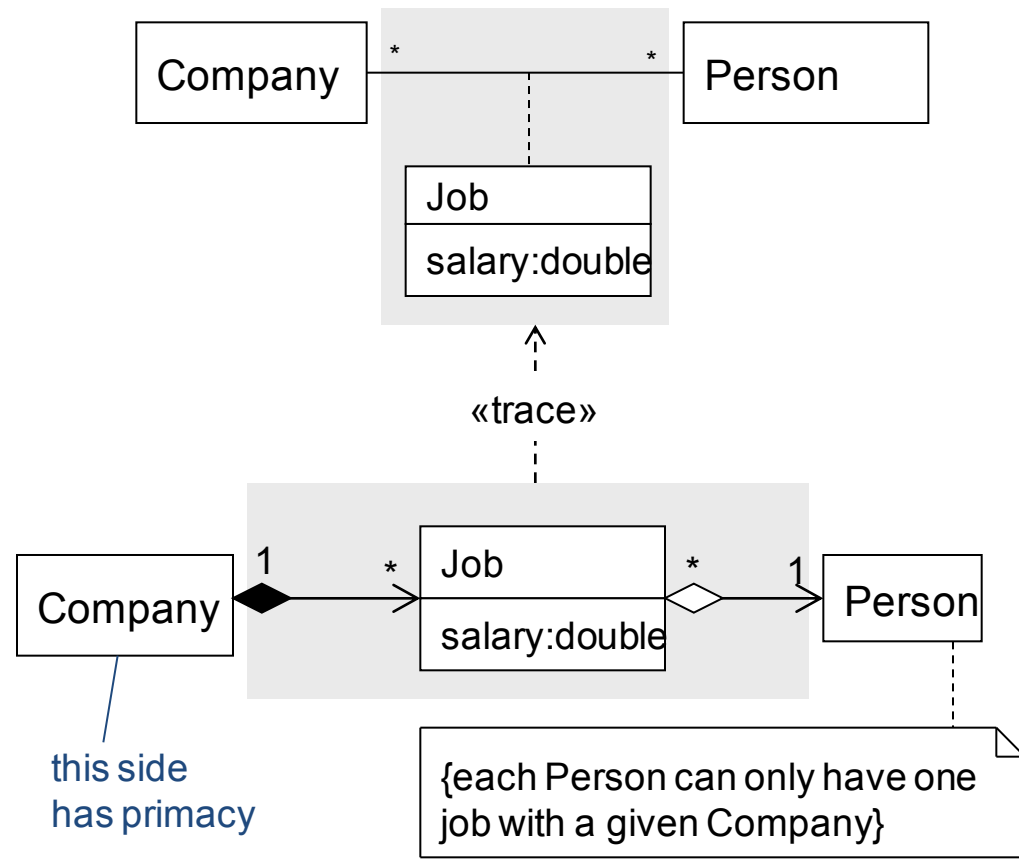 Company
*
*
Person
Job
salary:double
«trace»
Company
1
*
Job
salary:double
*
1
Person
this side
has primacy
{each Person can only have one
job with a given Company}